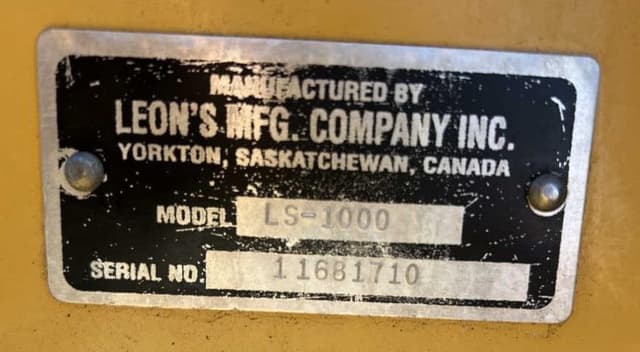 MANUFACTURED BY
LEON'S MFG. COMPANY INC.
YORKTON, SASKATCHEWAN, CANADA
MODEL LS-1000
SERIAL NO. 11681710